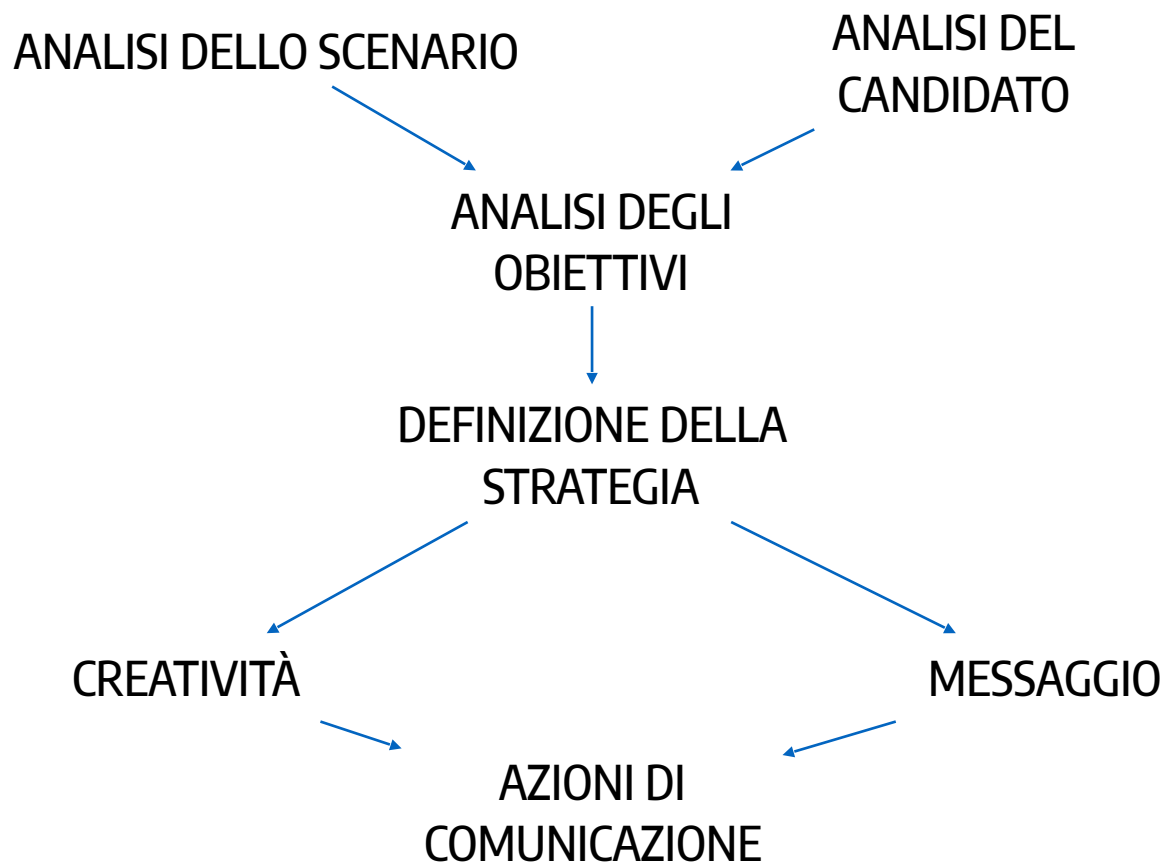 ANALISI DELLO SCENARIO
ANALISI DEL
CANDIDATO
ANALISI DEGLI
OBIETTIVI
DEFINIZIONE DELLA
STRATEGIA
CREATIVITÀ
MESSAGGIO
AZIONI DI
COMUNICAZIONE